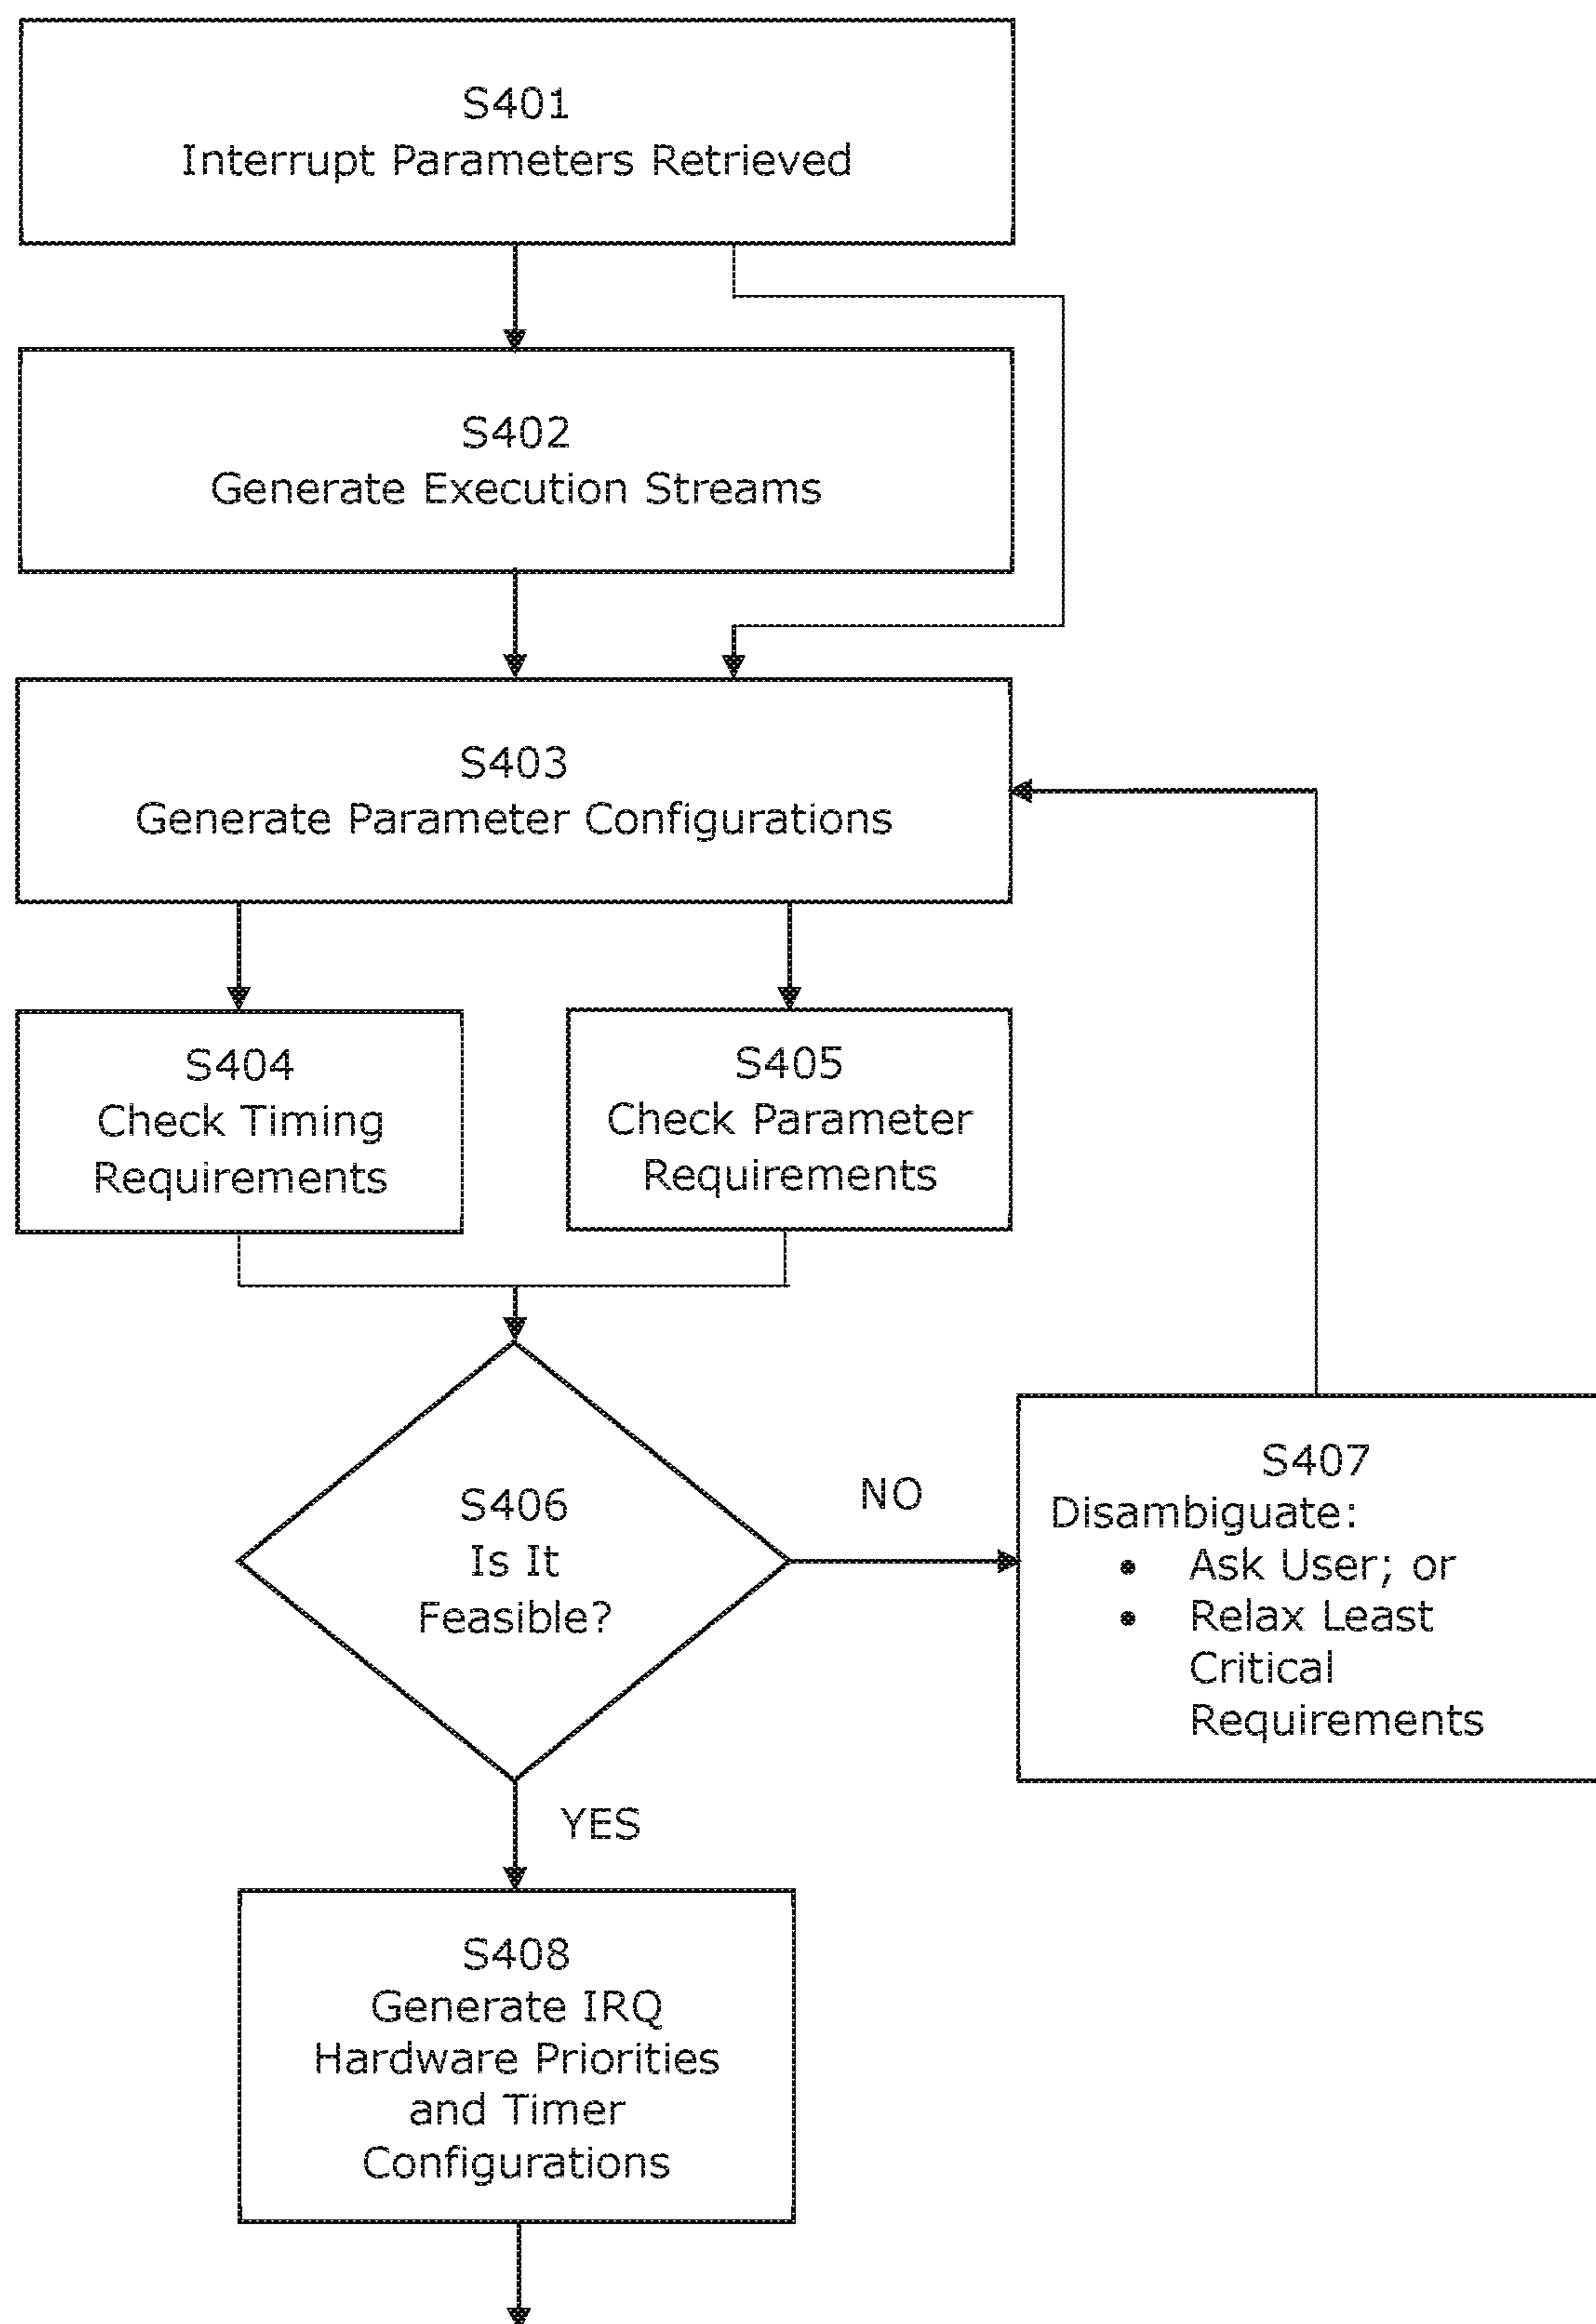 S401
Interrupt Parameters Retrieved
S402
Generate Execution Streams
S403
Generate Parameter Configurations
S404
Check Timing
Requirements
S405
Check Parameter
Requirements
S406
Is It
Feasible?
NO
S407
Disambiguate:
• Ask User; or
• Relax Least
Critical
Requirements
YES
S408
Generate IRQ
Hardware Priorities
and Timer
Configurations